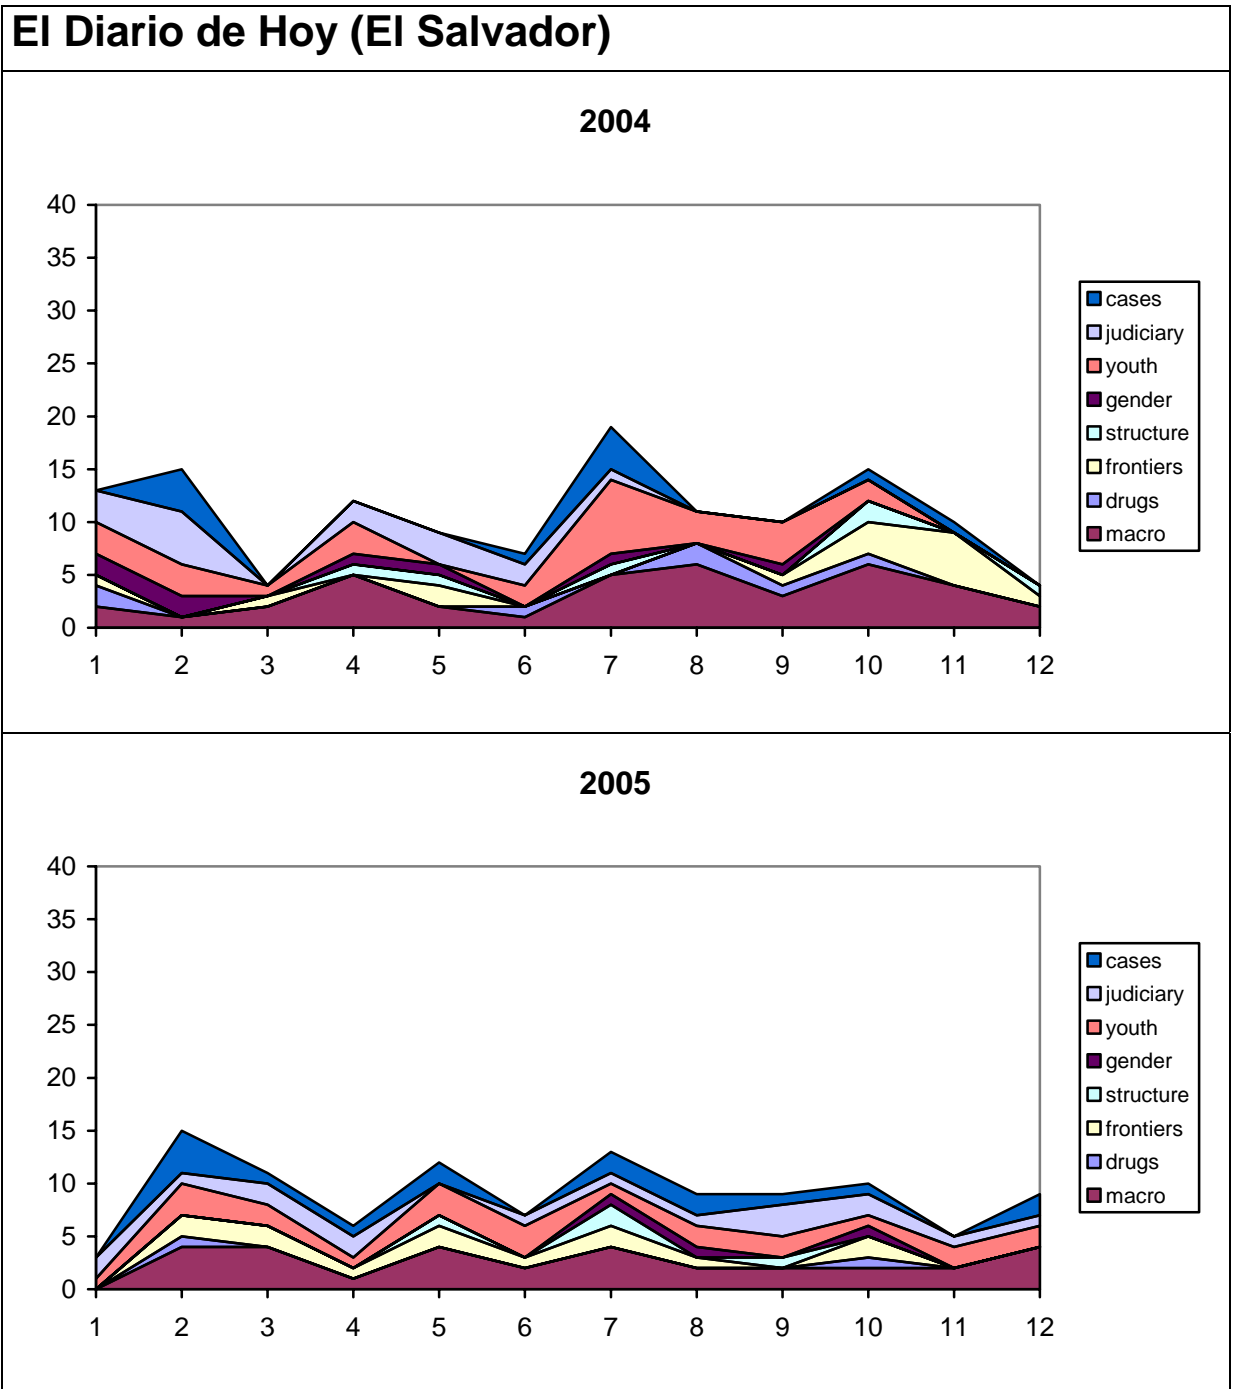 El Diario de Hoy (El Salvador)
2004
40
35
30
25
20
15
10
5
0
1 2 3 4 5 6 7 8 9 10 11 12
cases
judiciary
youth
gender
structure
frontiers
drugs
macro
2005
40
35
30
25
20
15
10
5
0
1 2 3 4 5 6 7 8 9 10 11 12
cases
judiciary
youth
gender
structure
frontiers
drugs
macro